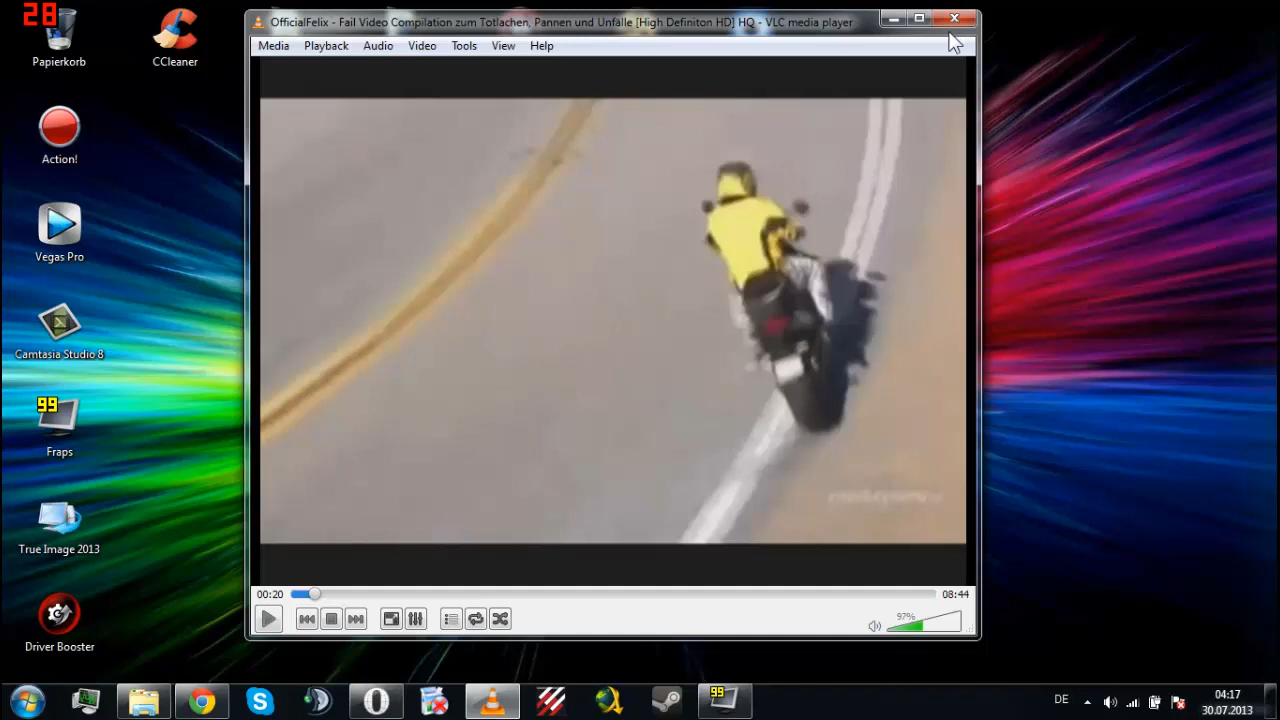 28
Papierkorb
CCleaner
Action!
Vegas Pro
Camtasia Studio 8
99
Fraps
True Image 2013
Driver Booster
OfficialFelix - Fail Video Compilation zum Totlachen, Pannen und Unfälle [High Definiton HD] HQ - VLC media player
Media Playback Audio Video Tools View Help
00:20 08:44
97%
99
DE
04:17
30.07.2013